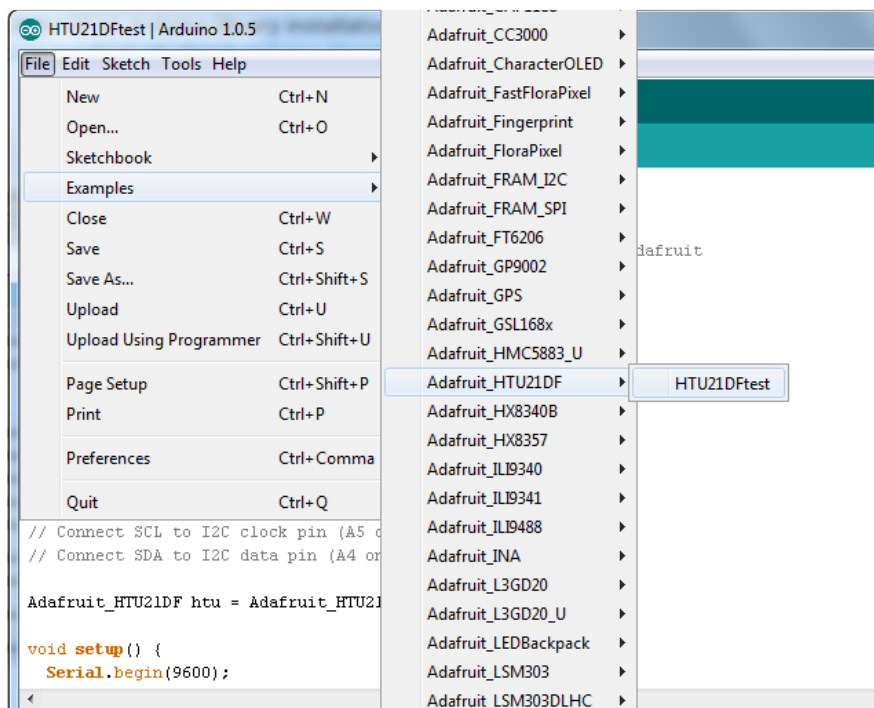 HTU21DFtest | Arduino 1.0.5
File Edit Sketch Tools Help
New Ctrl+N
Open... Ctrl+O
Sketchbook
Examples
Close Ctrl+W
Save Ctrl+S
Save As... Ctrl+Shift+S
Upload Ctrl+U
Upload Using Programmer Ctrl+Shift+U
Page Setup Ctrl+Shift+P
Print Ctrl+P
Preferences Ctrl+Comma
Quit Ctrl+Q
Adafruit_CC3000
Adafruit_CharacterOLED
Adafruit_FastFloraPixel
Adafruit_Fingerprint
Adafruit_FloraPixel
Adafruit_FRAM_I2C
Adafruit_FRAM_SPI
Adafruit_FT6206
Adafruit_GP9002
Adafruit_GPS
Adafruit_GSL168x
Adafruit_HMC5883_U
Adafruit_HTU21DF
Adafruit_HX8340B
Adafruit_HX8357
Adafruit_ILI9340
Adafruit_ILI9341
Adafruit_ILI9488
Adafruit_INA
Adafruit_L3GD20
Adafruit_L3GD20_U
Adafruit_LEDBackpack
Adafruit_LSM303
Adafruit_LSM303DLHC
HTU21DFtest
dafruit
// Connect SCL to I2C clock pin (A5 o
// Connect SDA to I2C data pin (A4 on
Adafruit_HTU21DF htu = Adafruit_HTU21
void setup() {
Serial.begin(9600);